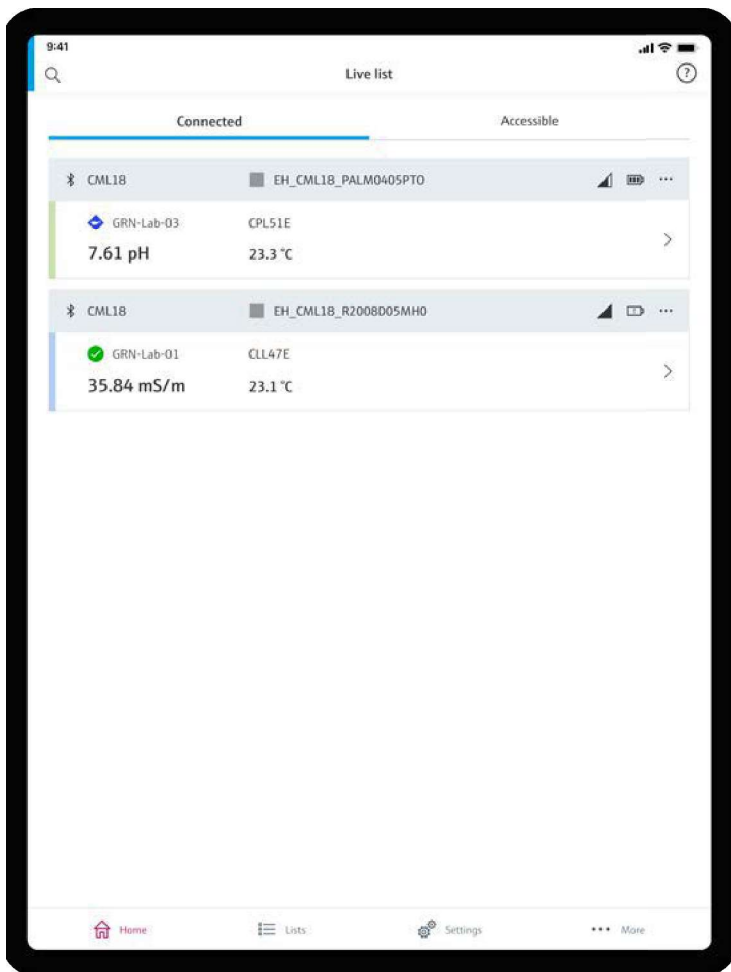 9:41
Live list
Connected Accessible
CML18 EH_CML18_PALM0405PTO
GRN-Lab-03 CPL51E
7.61 pH 23.3 °C
CML18 EH_CML18_R2008D05MH0
GRN-Lab-01 CLL47E
35.84 mS/m 23.1 °C
Home Lists Settings More